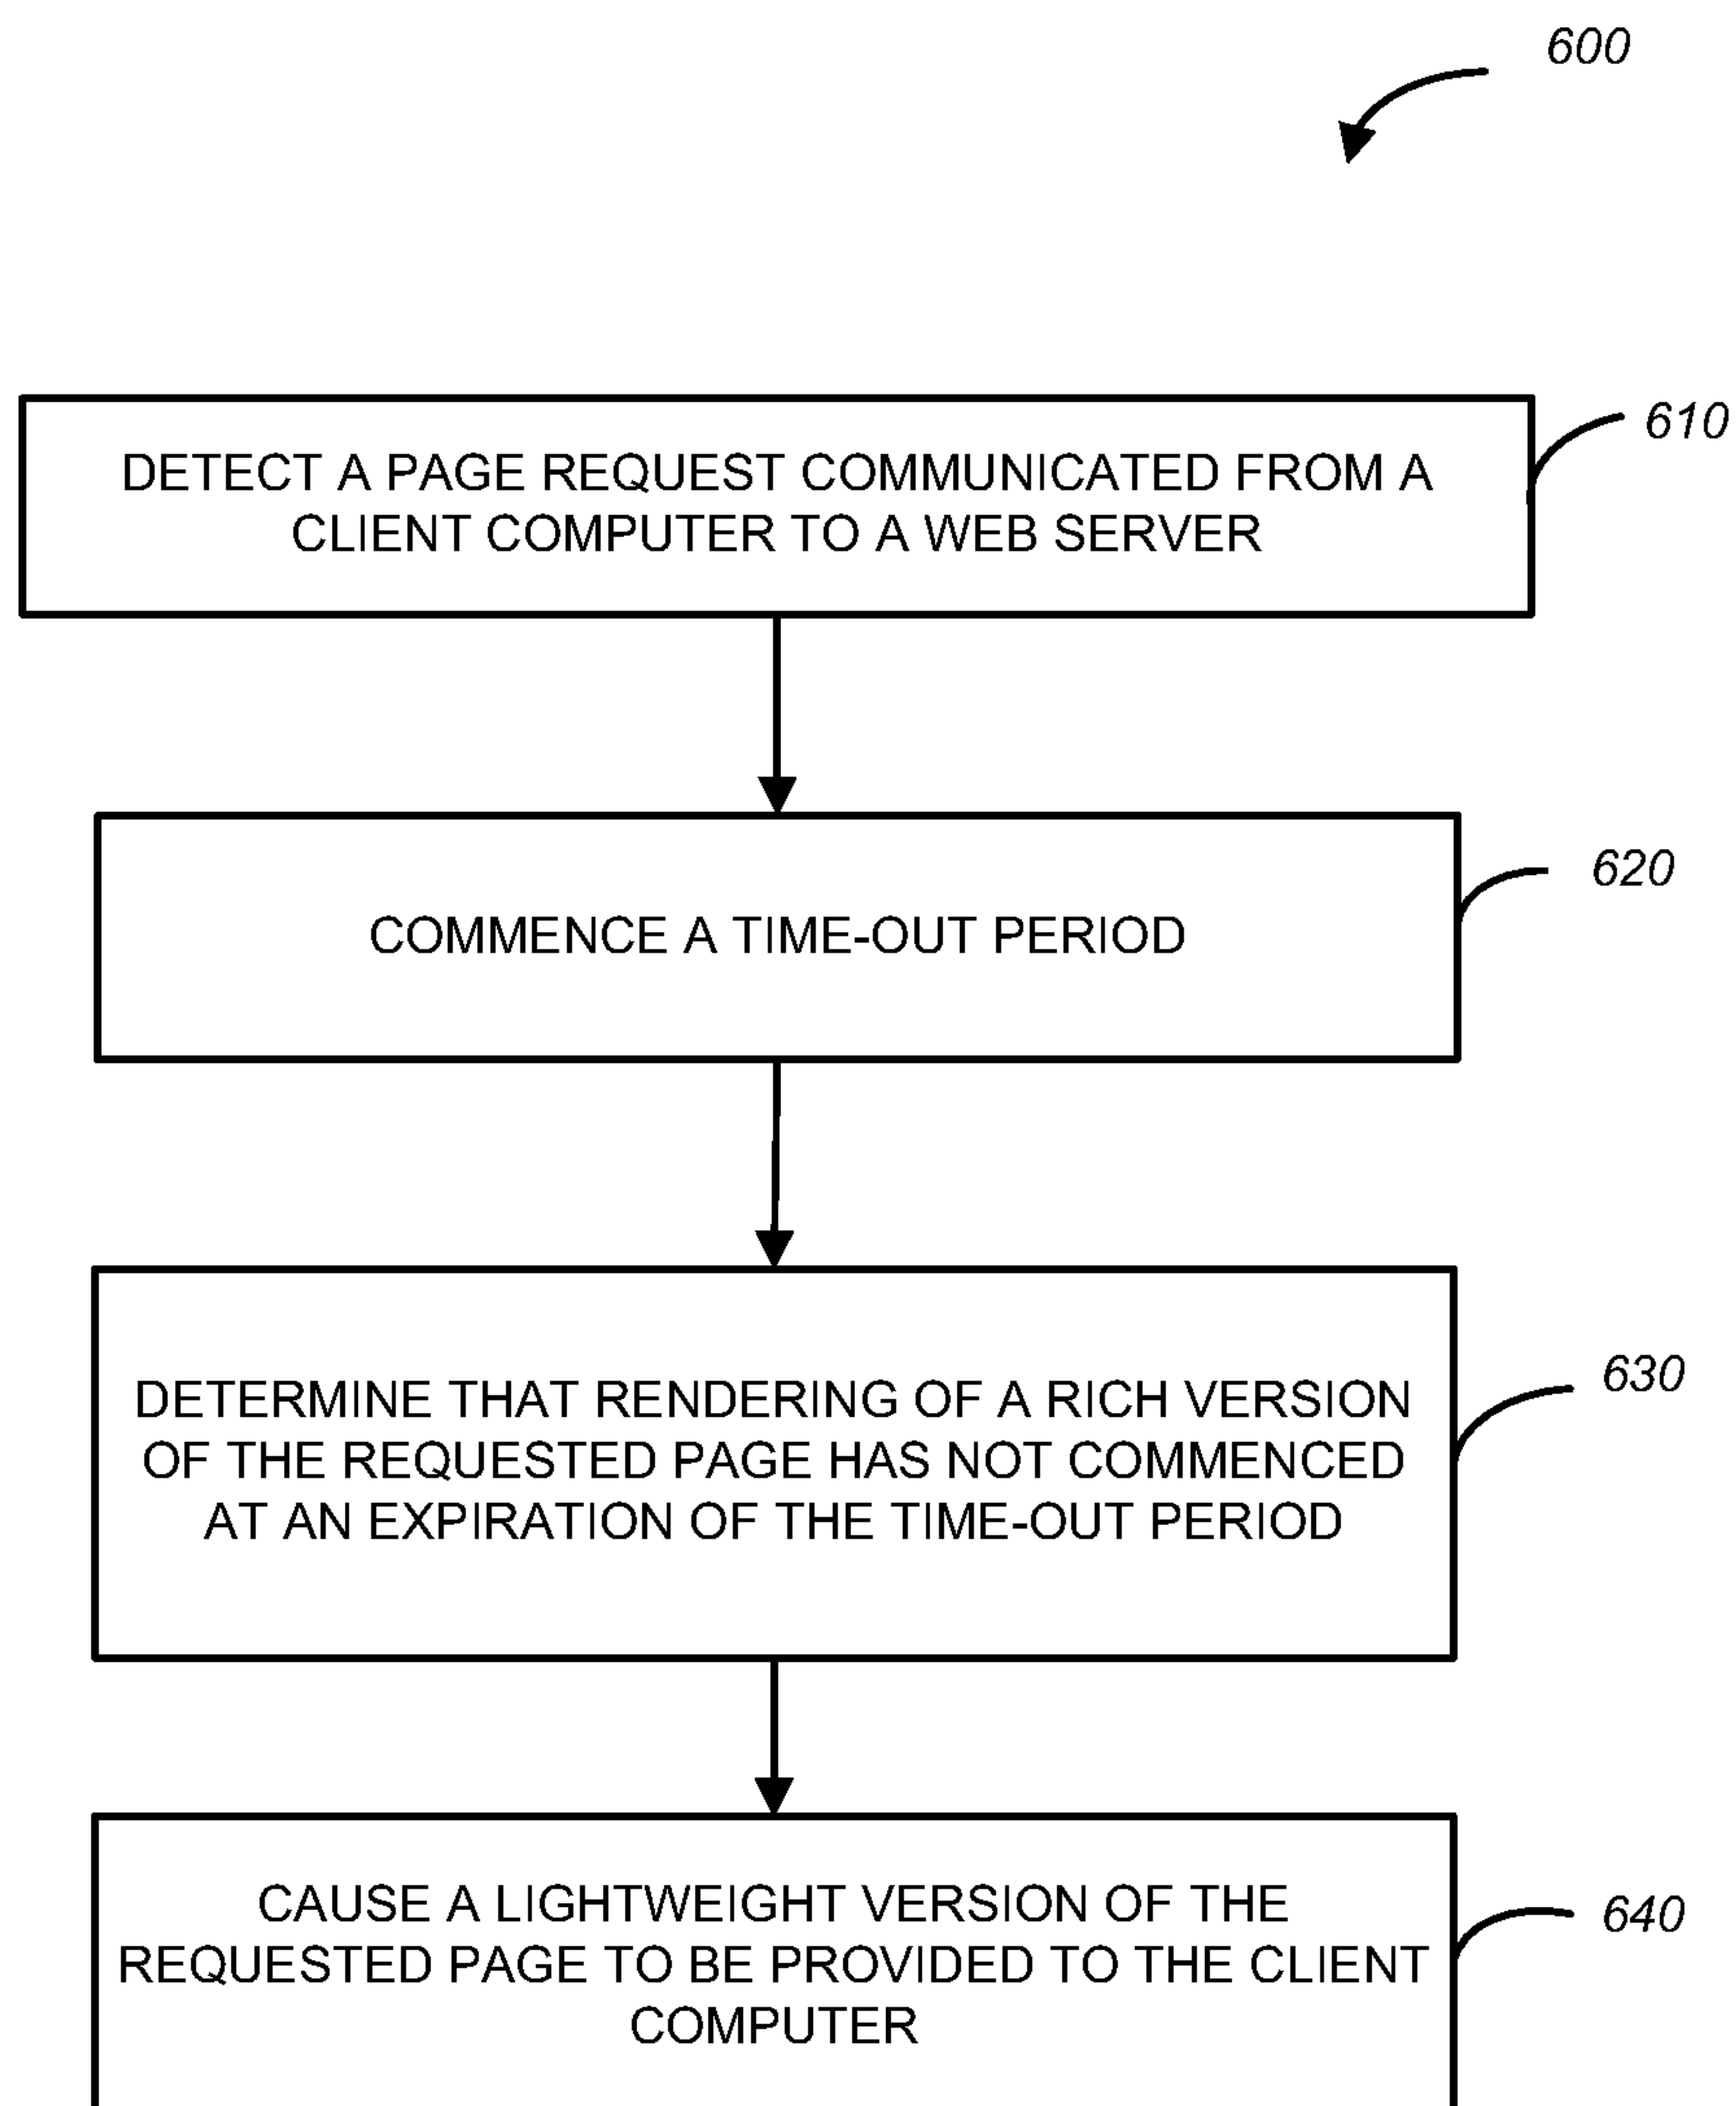 600
DETECT A PAGE REQUEST COMMUNICATED FROM A
CLIENT COMPUTER TO A WEB SERVER
610
COMMENCE A TIME-OUT PERIOD
620
DETERMINE THAT RENDERING OF A RICH VERSION
OF THE REQUESTED PAGE HAS NOT COMMENCED
AT AN EXPIRATION OF THE TIME-OUT PERIOD
630
CAUSE A LIGHTWEIGHT VERSION OF THE
REQUESTED PAGE TO BE PROVIDED TO THE CLIENT
COMPUTER
640